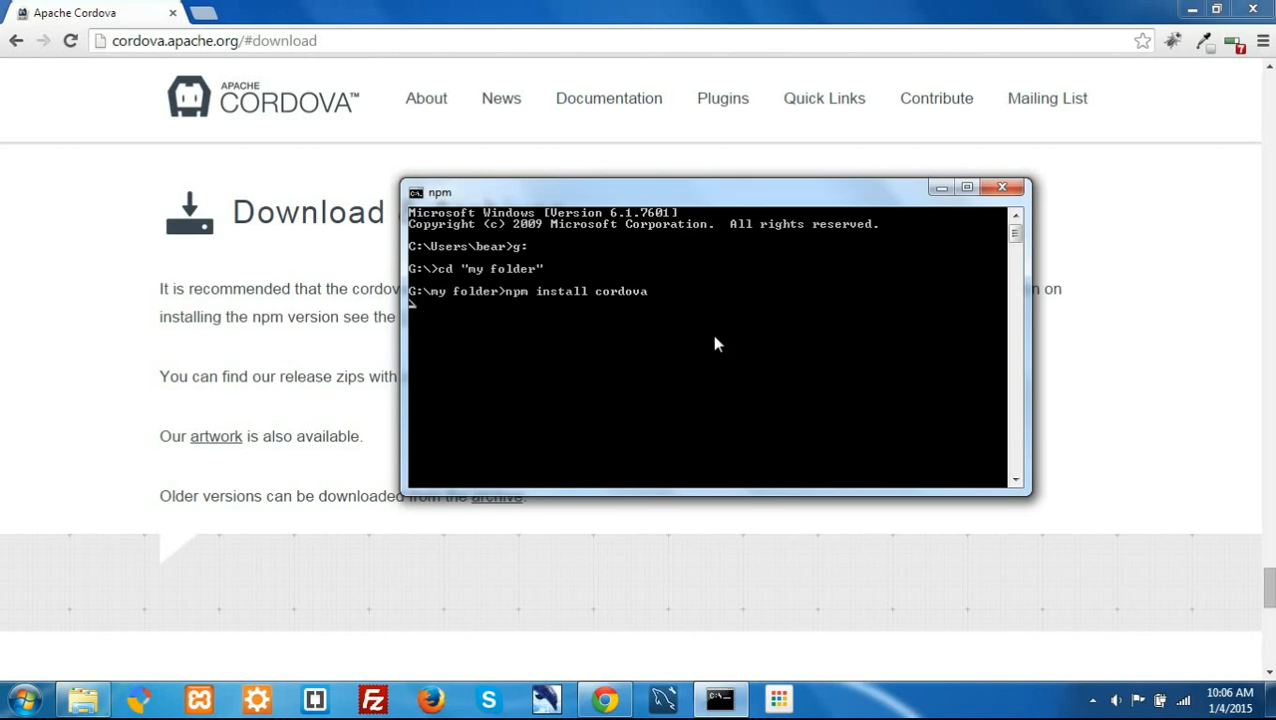 Apache Cordova
cordova.apache.org/#download
7
APACHE
CORDOVA™
About
News
Documentation
Plugins
Quick Links
Contribute
Mailing List
Download
npm
Microsoft Windows [Version 6.1.7601]
Copyright (c) 2009 Microsoft Corporation.  All rights reserved.
C:\Users\bear>g:
G:\>cd "my folder"
G:\my folder>npm install cordova
It is recommended that the cordov
n on
installing the npm version see the
You can find our release zips with
Our artwork is also available.
Older versions can be downloaded from the archive.
10:06 AM
1/4/2015